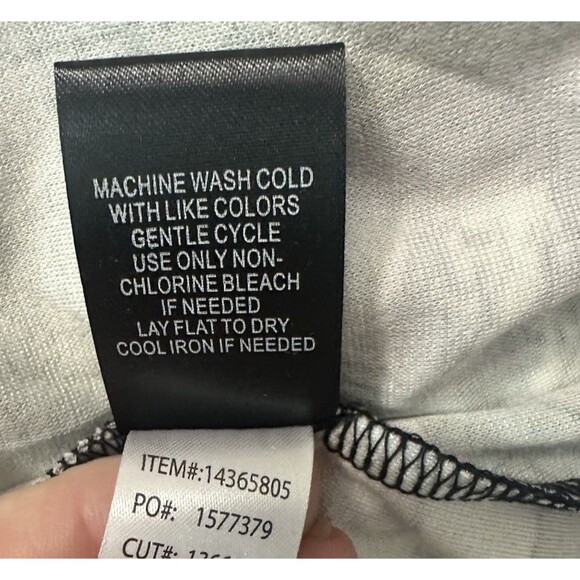 MACHINE WASH COLD
WITH LIKE COLORS
GENTLE CYCLE
USE ONLY NON-
CHLORINE BLEACH
IF NEEDED
LAY FLAT TO DRY
COOL IRON IF NEEDED
ITEM#:14365805
PO#: 1577379
CUT#: